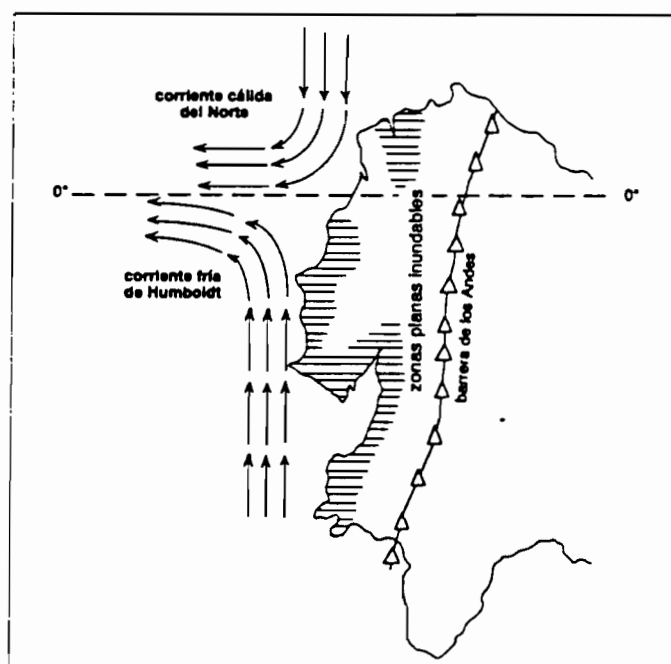 corriente cálida
del Norte
0°
0°
corriente fría
de Humboldt
zonas planas inundables
barrera de los Andes